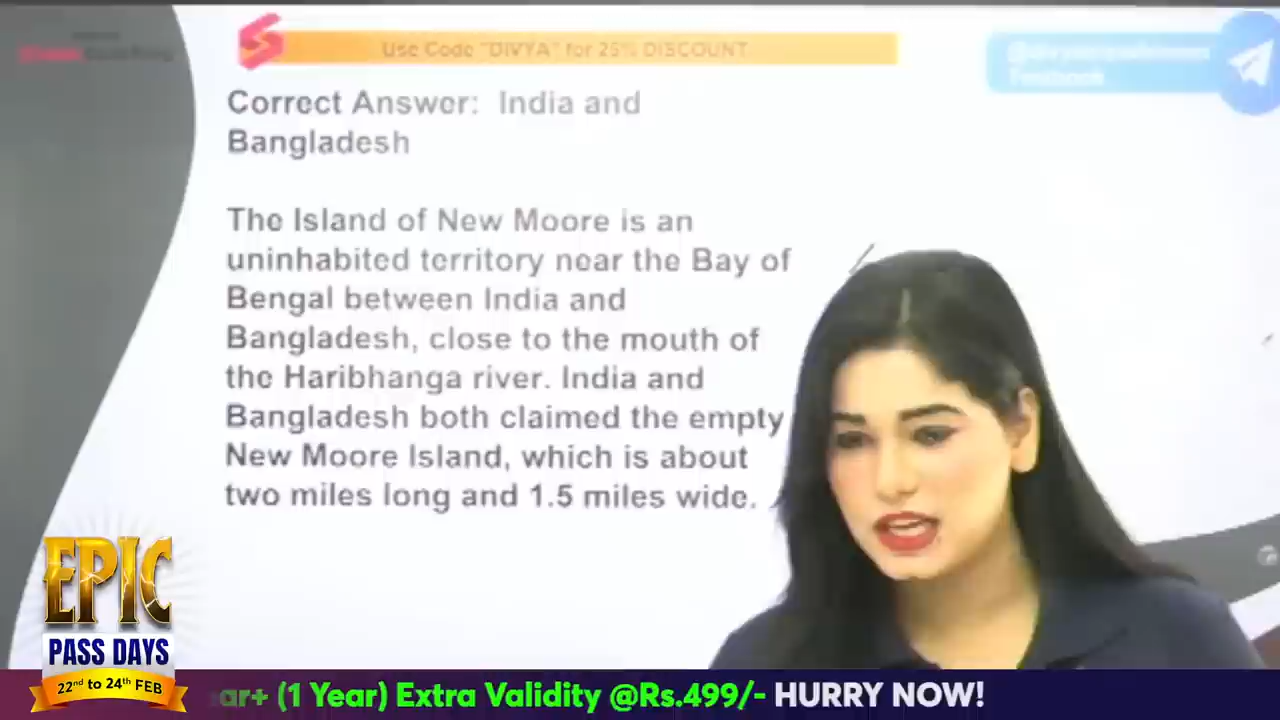 Use Code "DIVYA" for 25% DISCOUNT
Correct Answer: India and
Bangladesh
The Island of New Moore is an
uninhabited territory near the Bay of
Bengal between India and
Bangladesh, close to the mouth of
the Haribhanga river. India and
Bangladesh both claimed the empty
New Moore Island, which is about
two miles long and 1.5 miles wide.
EPIC
PASS DAYS
22nd to 24th FEB
(1 Year) Extra Validity @Rs.499/- HURRY NOW!